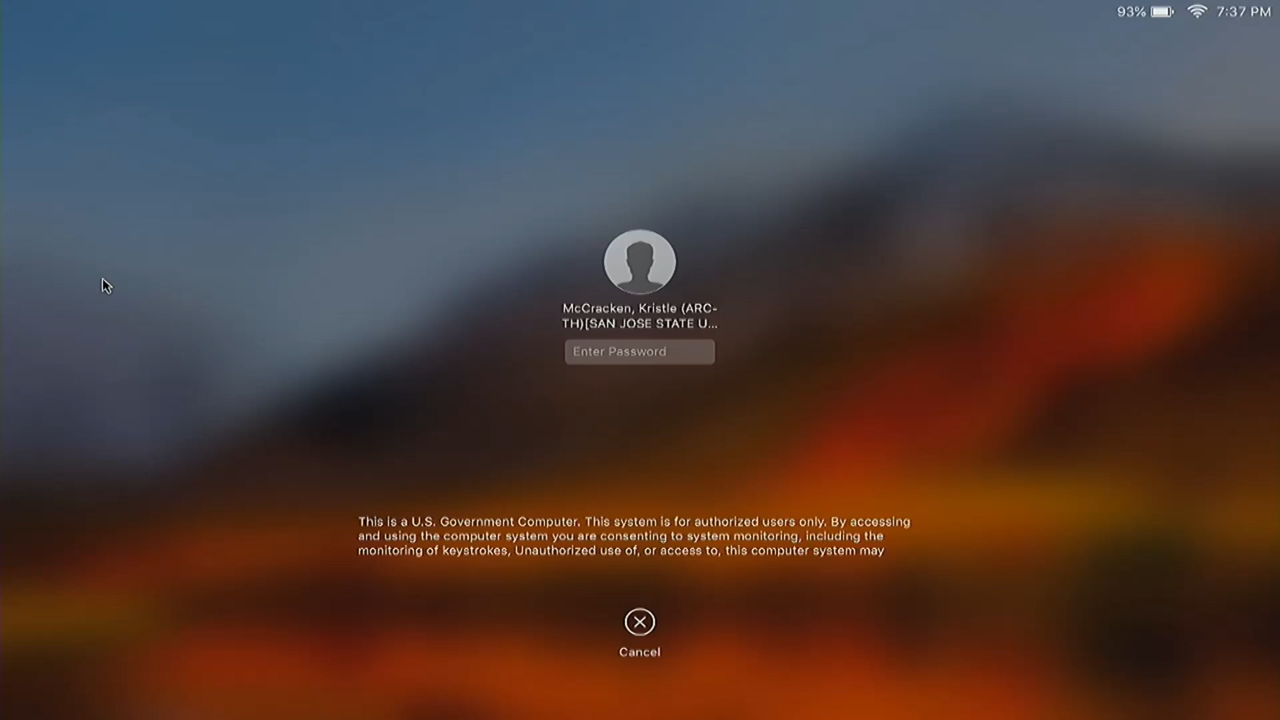 93% 7:37 PM
McCracken, Kristle (ARC-
TH)[SAN JOSE STATE U...
Enter Password
This is a U.S. Government Computer. This system is for authorized users only. By accessing
and using the computer system you are consenting to system monitoring, including the
monitoring of keystrokes, Unauthorized use of, or access to, this computer system may
Cancel